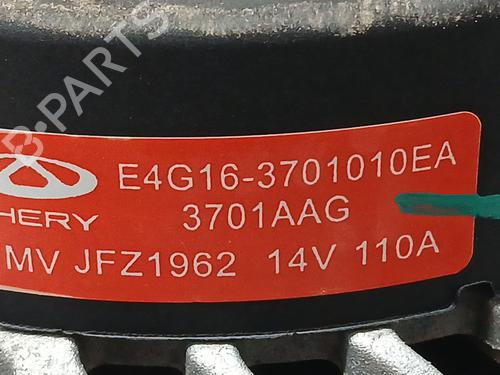 B-PARTS
E4G16-3701010EA
HERY 3701AAG
MV JFZ1962 14V 110A